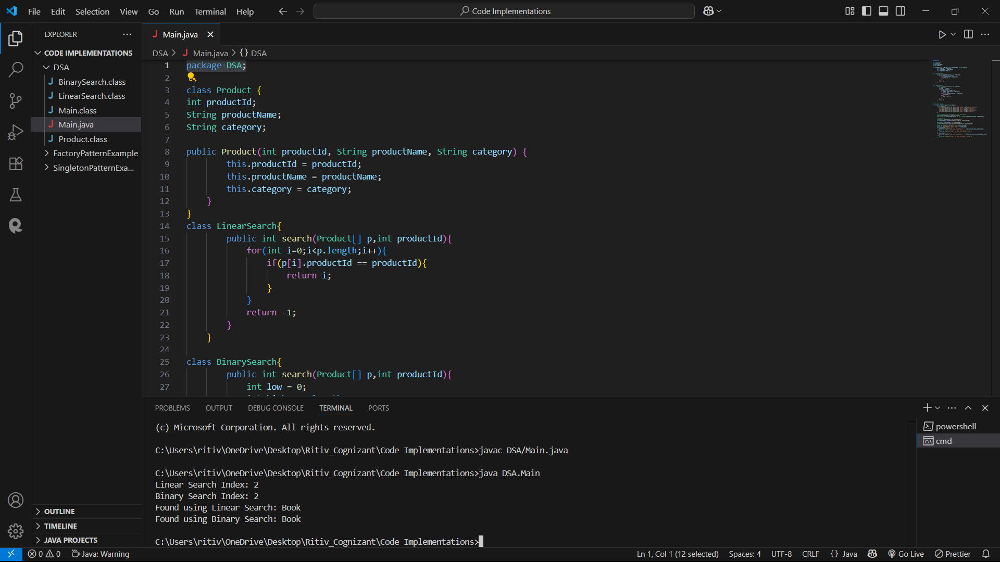 File Edit Selection View Go Run Terminal Help
Code Implementations
EXPLORER
CODE IMPLEMENTATIONS
DSA
BinarySearch.class
LinearSearch.class
Main.class
Main.java
Product.class
FactoryPatternExample
SingletonPatternExa...
OUTLINE
TIMELINE
JAVA PROJECTS
Main.java
DSA > Main.java > {} DSA
1 package DSA;
2
3 class Product {
4 int productId;
5 String productName;
6 String category;
7
8 public Product(int productId, String productName, String category) {
9 this.productId = productId;
10 this.productName = productName;
11 this.category = category;
12 }
13 }
14 class LinearSearch{
15 public int search(Product[] p,int productId){
16 for(int i=0;i<p.length;i++){
17 if(p[i].productId == productId){
18 return i;
19 }
20 }
21 return -1;
22 }
23 }
24
25 class BinarySearch{
26 public int search(Product[] p,int productId){
27 int low = 0;
PROBLEMS OUTPUT DEBUG CONSOLE TERMINAL PORTS
(c) Microsoft Corporation. All rights reserved.
C:\Users\ritiv\OneDrive\Desktop\Ritiv_Cognizant\Code Implementations>javac DSA/Main.java
C:\Users\ritiv\OneDrive\Desktop\Ritiv_Cognizant\Code Implementations>java DSA.Main
Linear Search Index: 2
Binary Search Index: 2
Found using Linear Search: Book
Found using Binary Search: Book
C:\Users\ritiv\OneDrive\Desktop\Ritiv_Cognizant\Code Implementations>
powershell
cmd
0 0 Java: Warning
Ln 1, Col 1 (12 selected) Spaces: 4 UTF-8 CRLF {} Java Go Live Prettier